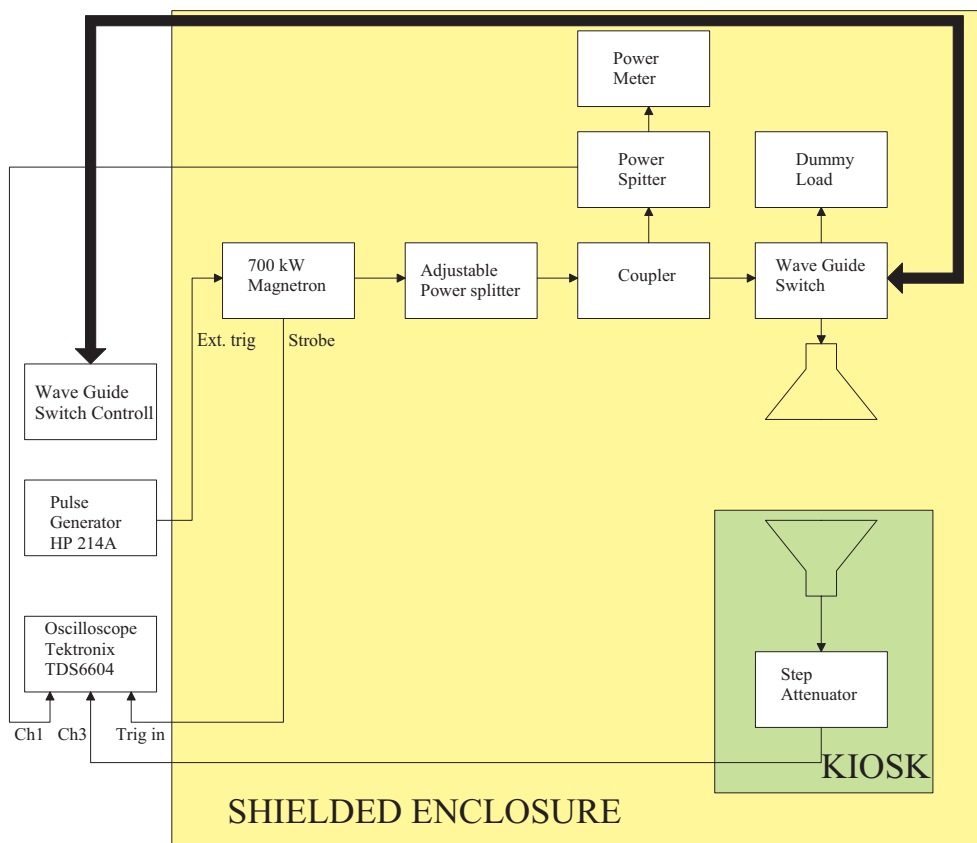 Power
Meter
Power
Spitter
Dummy
Load
700 kW
Magnetron
Adjustable
Power splitter
Coupler
Wave Guide
Switch
Ext. trig
Strobe
Wave Guide
Switch Controll
Pulse
Generator
HP 214A
Oscilloscope
Tektronix
TDS6604
Step
Attenuator
Ch1
Ch3
Trig in
KIOSK
SHIELDED ENCLOSURE